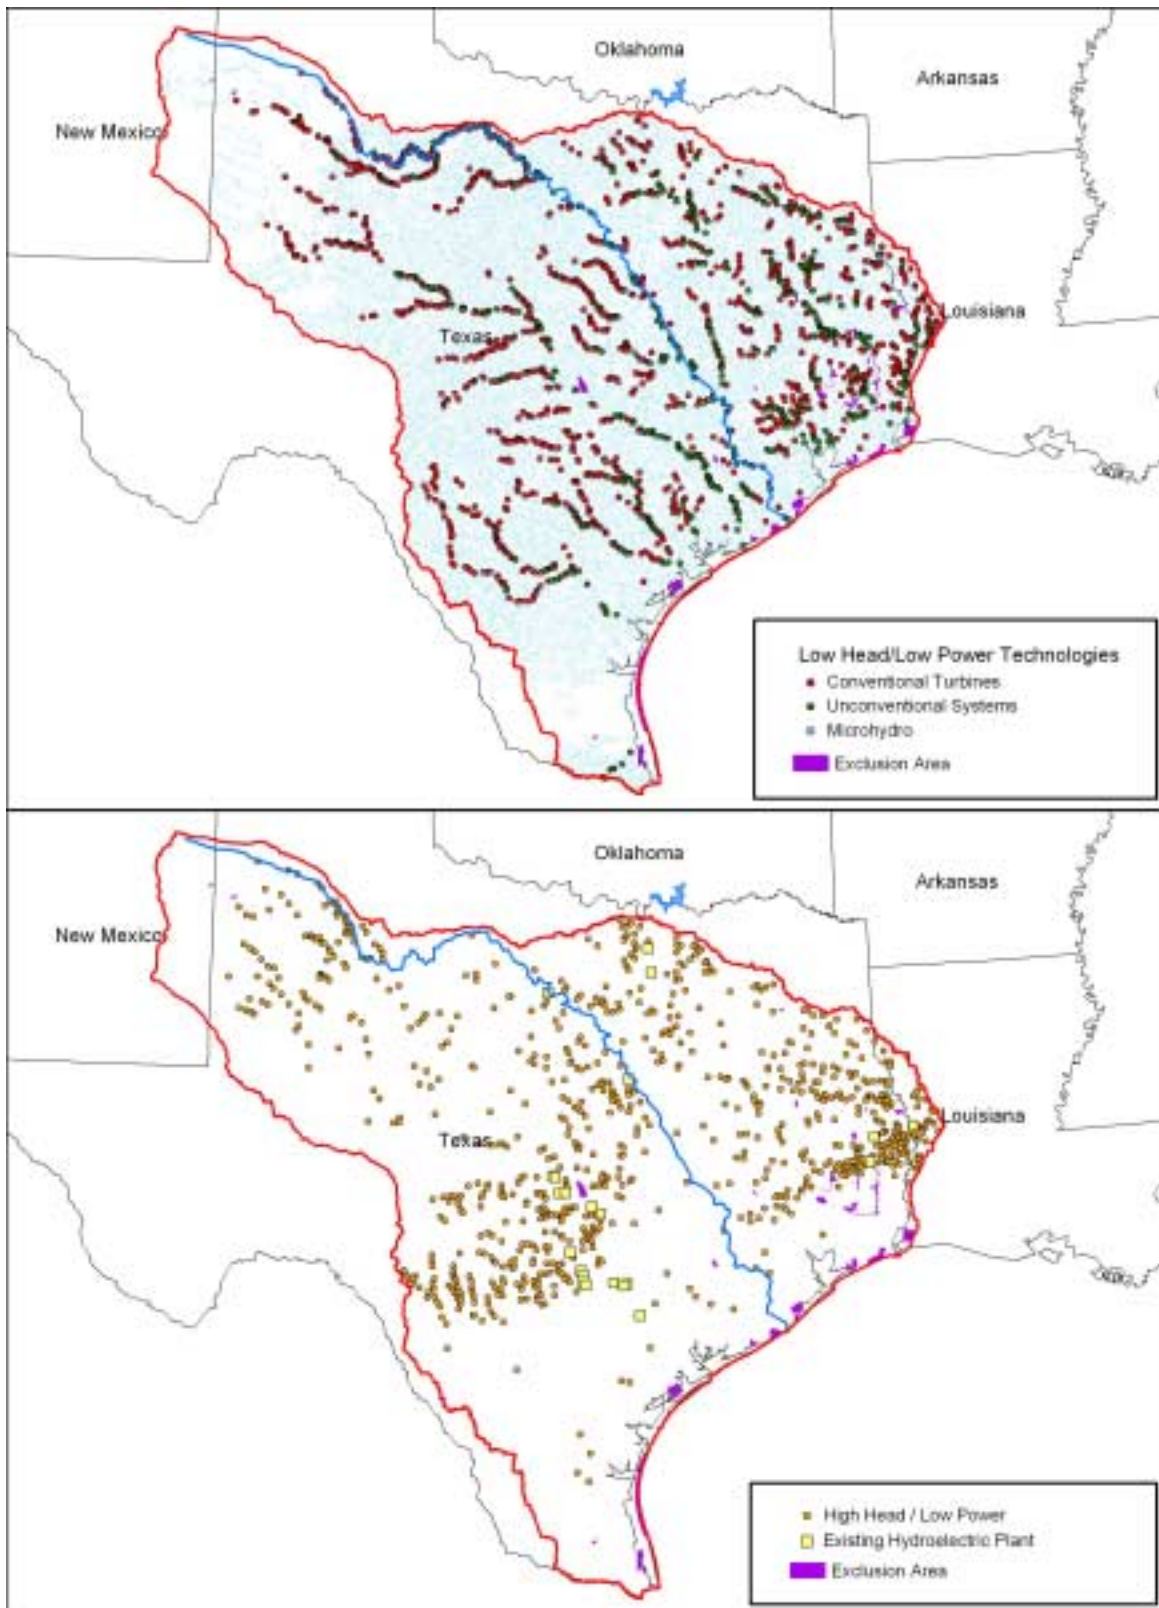 Oklahoma
Arkansas
New Mexico
Louisiana
Texas
Low Head/Low Power Technologies
Conventional Turbines
Unconventional Systems
Microhydro
Exclusion Area
Oklahoma
Arkansas
New Mexico
Louisiana
Texas
High Head / Low Power
Existing Hydroelectric Plant
Exclusion Area